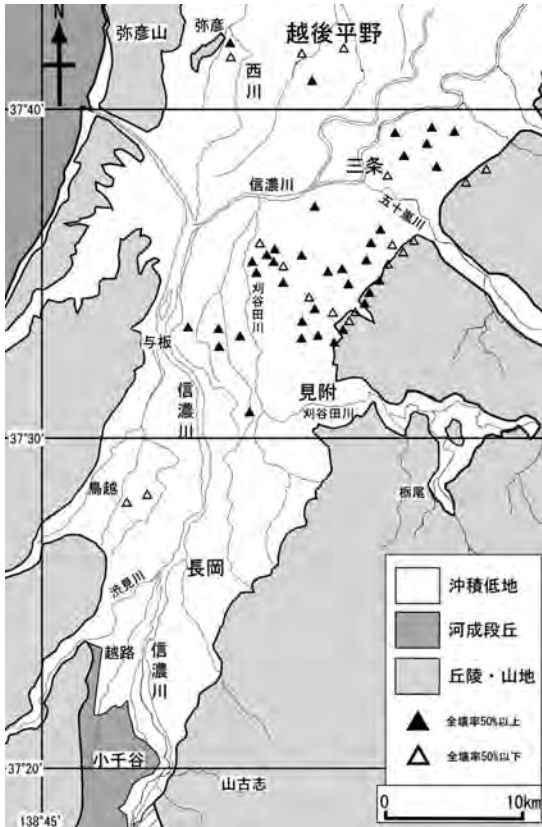 N
弥彦山
弥彦
越後平野
西川
37°40'
三条
信濃川
五十嵐川
刈谷田川
与板
見附
信濃川
刈谷田川
37°30'
鳥越
栃尾
長岡
渋見川
越路
信濃川
小千谷
37°20'
山古志
138°45'
沖積低地
河成段丘
丘陵・山地
全壊率50%以上
全壊率50%以下
0 10km